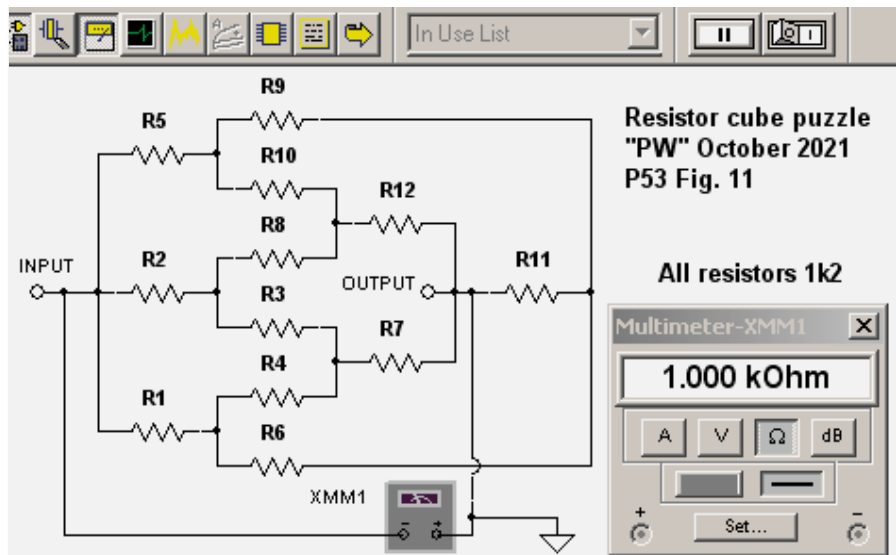 In Use List
R9
R5
R10
R12
R8
INPUT
R2
OUTPUT
R11
R3
R7
R4
R1
R6
XMM1
Resistor cube puzzle
"PW" October 2021
P53 Fig. 11
All resistors 1k2
Multimeter-XMM1
1.000 kOhm
A V Ω dB
+ Set... −
− +